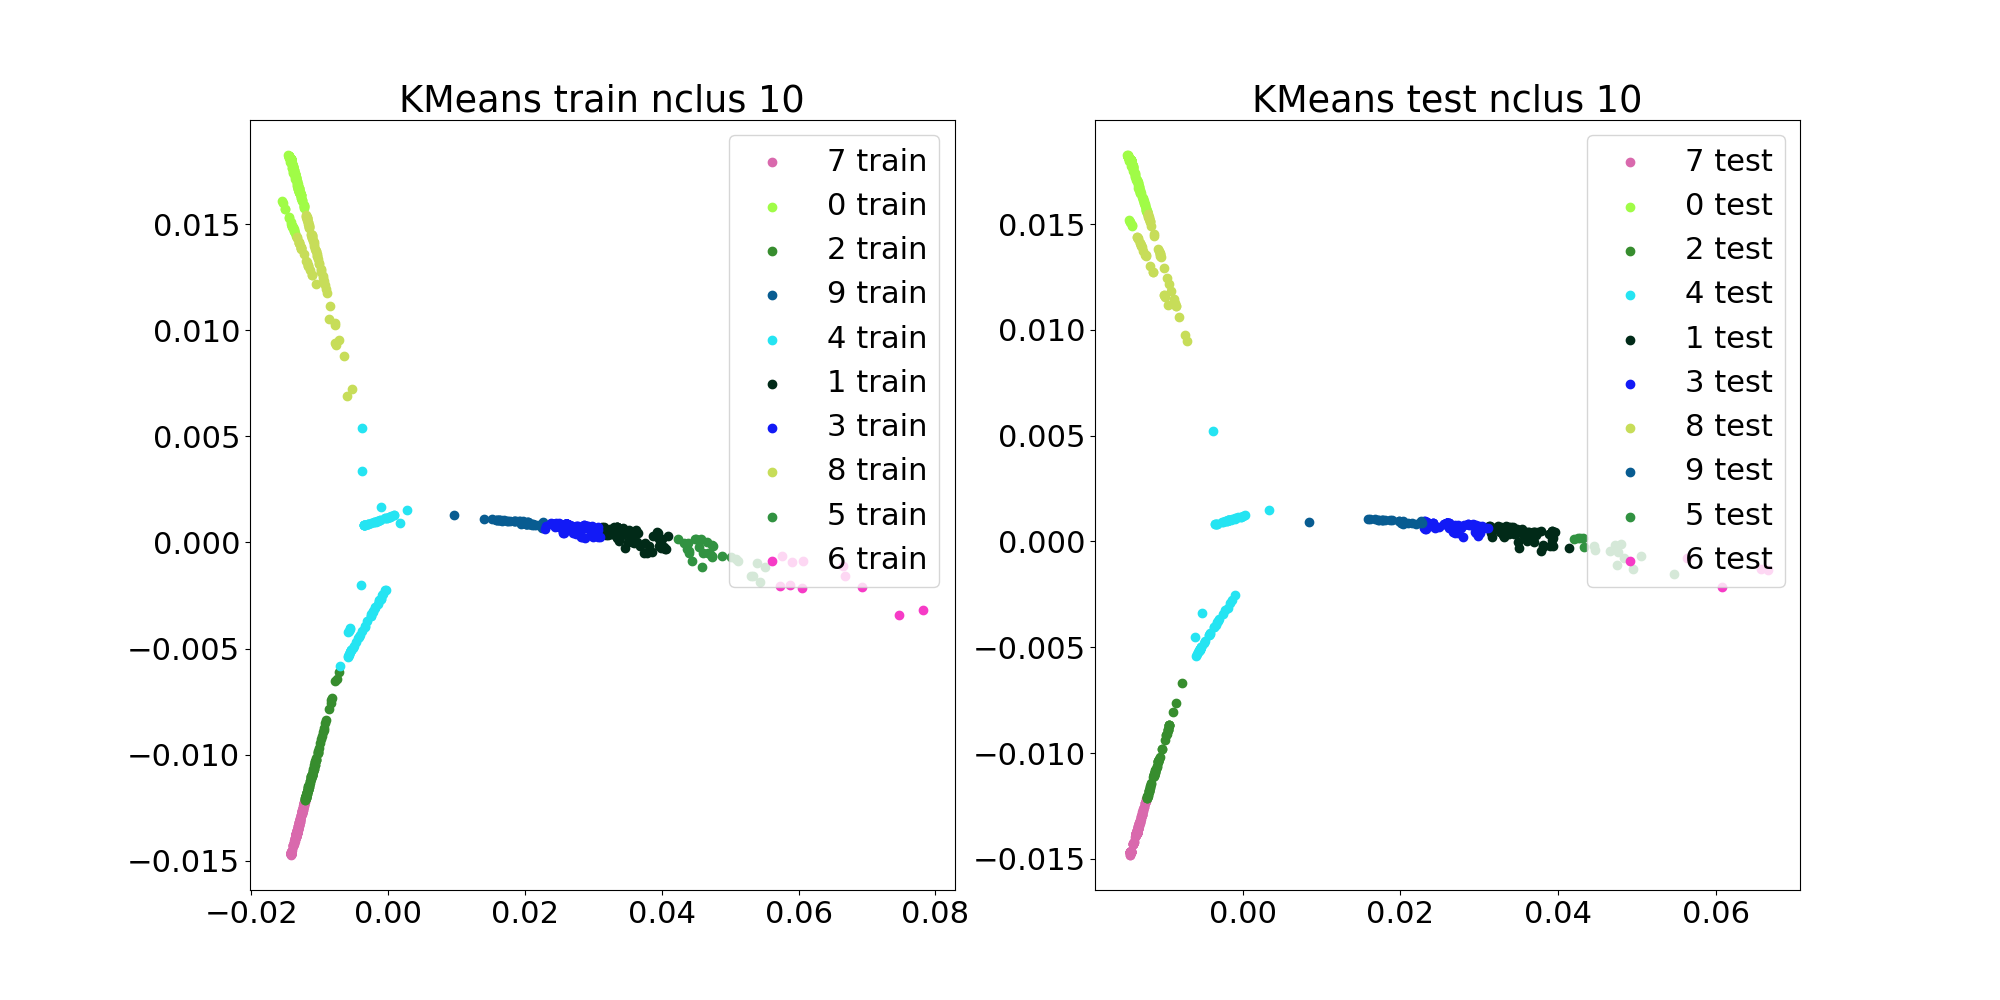 KMeans train nclus 10
7 train
0 train
2 train
9 train
4 train
1 train
3 train
8 train
5 train
6 train
0.015
0.010
0.005
0.000
−0.005
−0.010
−0.015
−0.02 0.00 0.02 0.04 0.06 0.08
KMeans test nclus 10
7 test
0 test
2 test
4 test
1 test
3 test
8 test
9 test
5 test
6 test
0.015
0.010
0.005
0.000
−0.005
−0.010
−0.015
0.00 0.02 0.04 0.06